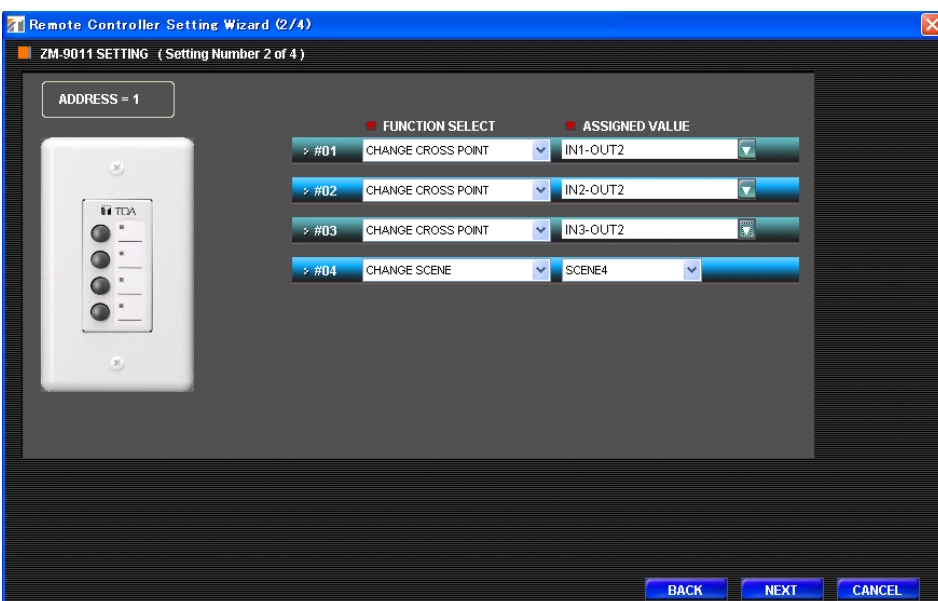 Remote Controller Setting Wizard (2/4)
ZM-9011 SETTING ( Setting Number 2 of 4 )
ADDRESS = 1
FUNCTION SELECT ASSIGNED VALUE
> #01 CHANGE CROSS POINT IN1-OUT2
> #02 CHANGE CROSS POINT IN2-OUT2
> #03 CHANGE CROSS POINT IN3-OUT2
> #04 CHANGE SCENE SCENE4
TOA
BACK NEXT CANCEL